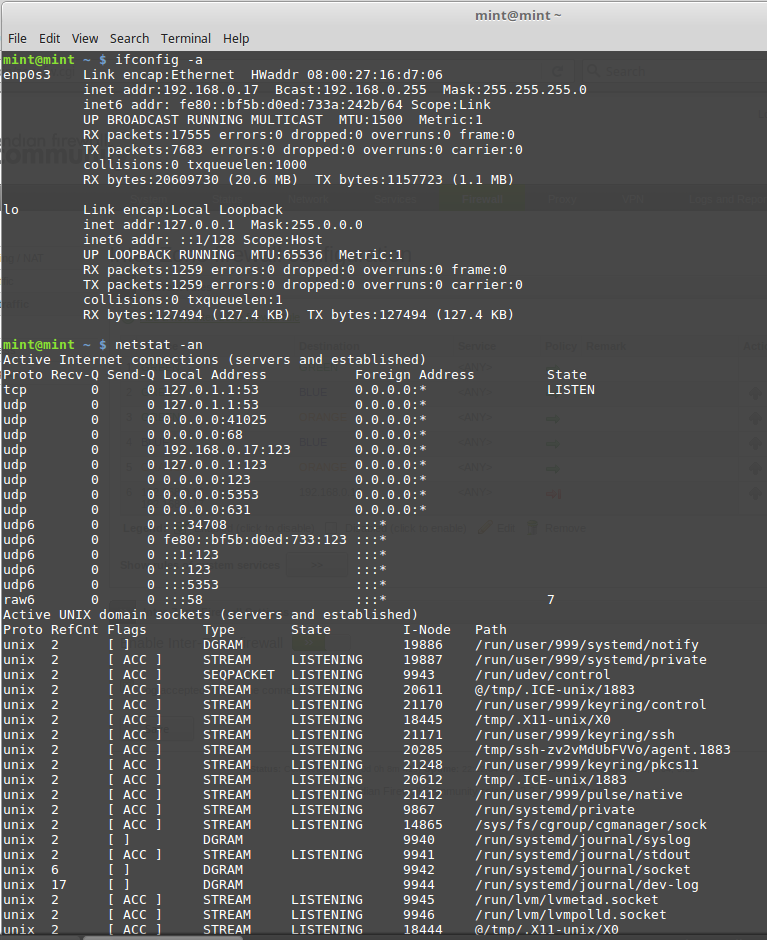 mint@mint ~
File Edit View Search Terminal Help
mint@mint ~ $ ifconfig -a
enp0s3    Link encap:Ethernet  HWaddr 08:00:27:16:d7:06
          inet addr:192.168.0.17  Bcast:192.168.0.255  Mask:255.255.255.0
          inet6 addr: fe80::bf5b:d0ed:733a:242b/64 Scope:Link
          UP BROADCAST RUNNING MULTICAST  MTU:1500  Metric:1
          RX packets:17555 errors:0 dropped:0 overruns:0 frame:0
          TX packets:7683 errors:0 dropped:0 overruns:0 carrier:0
          collisions:0 txqueuelen:1000
          RX bytes:20609730 (20.6 MB)  TX bytes:1157723 (1.1 MB)
lo        Link encap:Local Loopback
          inet addr:127.0.0.1  Mask:255.0.0.0
          inet6 addr: ::1/128 Scope:Host
          UP LOOPBACK RUNNING  MTU:65536  Metric:1
          RX packets:1259 errors:0 dropped:0 overruns:0 frame:0
          TX packets:1259 errors:0 dropped:0 overruns:0 carrier:0
          collisions:0 txqueuelen:1
          RX bytes:127494 (127.4 KB)  TX bytes:127494 (127.4 KB)
mint@mint ~ $ netstat -an
Active Internet connections (servers and established)
Proto Recv-Q Send-Q Local Address           Foreign Address         State
tcp        0      0 127.0.1.1:53            0.0.0.0:*               LISTEN
udp        0      0 127.0.1.1:53            0.0.0.0:*
udp        0      0 0.0.0.0:41025           0.0.0.0:*
udp        0      0 0.0.0.0:68              0.0.0.0:*
udp        0      0 192.168.0.17:123        0.0.0.0:*
udp        0      0 127.0.0.1:123           0.0.0.0:*
udp        0      0 0.0.0.0:123             0.0.0.0:*
udp        0      0 0.0.0.0:5353            0.0.0.0:*
udp        0      0 0.0.0.0:631             0.0.0.0:*
udp6       0      0 :::34708                :::*
udp6       0      0 fe80::bf5b:d0ed:733:123 :::*
udp6       0      0 ::1:123                 :::*
udp6       0      0 :::123                  :::*
udp6       0      0 :::5353                 :::*
raw6       0      0 :::58                   :::*                    7
Active UNIX domain sockets (servers and established)
Proto RefCnt Flags       Type       State         I-Node   Path
unix  2      [ ]         DGRAM                    19886    /run/user/999/systemd/notify
unix  2      [ ACC ]     STREAM     LISTENING     19887    /run/user/999/systemd/private
unix  2      [ ACC ]     SEQPACKET  LISTENING     9943     /run/udev/control
unix  2      [ ACC ]     STREAM     LISTENING     20611    @/tmp/.ICE-unix/1883
unix  2      [ ACC ]     STREAM     LISTENING     21170    /run/user/999/keyring/control
unix  2      [ ACC ]     STREAM     LISTENING     18445    /tmp/.X11-unix/X0
unix  2      [ ACC ]     STREAM     LISTENING     21171    /run/user/999/keyring/ssh
unix  2      [ ACC ]     STREAM     LISTENING     20285    /tmp/ssh-zv2vMdUbFVVo/agent.1883
unix  2      [ ACC ]     STREAM     LISTENING     21248    /run/user/999/keyring/pkcs11
unix  2      [ ACC ]     STREAM     LISTENING     20612    /tmp/.ICE-unix/1883
unix  2      [ ACC ]     STREAM     LISTENING     21412    /run/user/999/pulse/native
unix  2      [ ACC ]     STREAM     LISTENING     9867     /run/systemd/private
unix  2      [ ACC ]     STREAM     LISTENING     14865    /sys/fs/cgroup/cgmanager/sock
unix  2      [ ]         DGRAM                    9940     /run/systemd/journal/syslog
unix  2      [ ACC ]     STREAM     LISTENING     9941     /run/systemd/journal/stdout
unix  6      [ ]         DGRAM                    9942     /run/systemd/journal/socket
unix  17     [ ]         DGRAM                    9944     /run/systemd/journal/dev-log
unix  2      [ ACC ]     STREAM     LISTENING     9945     /run/lvm/lvmetad.socket
unix  2      [ ACC ]     STREAM     LISTENING     9946     /run/lvm/lvmpolld.socket
unix  2      [ ACC ]     STREAM     LISTENING     18444    @/tmp/.X11-unix/X0